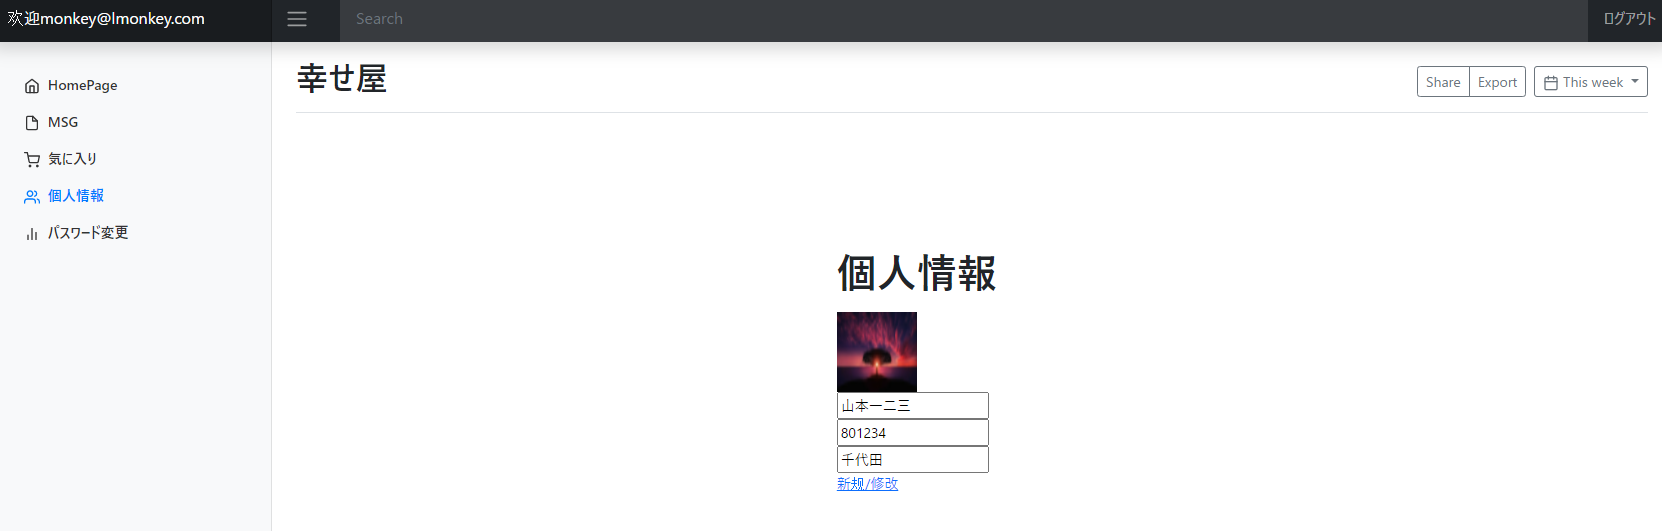 欢迎monkey@lmonkey.com
Search
ログアウト
HomePage
MSG
気に入り
個人情報
パスワード変更
幸せ屋
Share
Export
This week
個人情報
山本一二三
801234
千代田
新规/修改